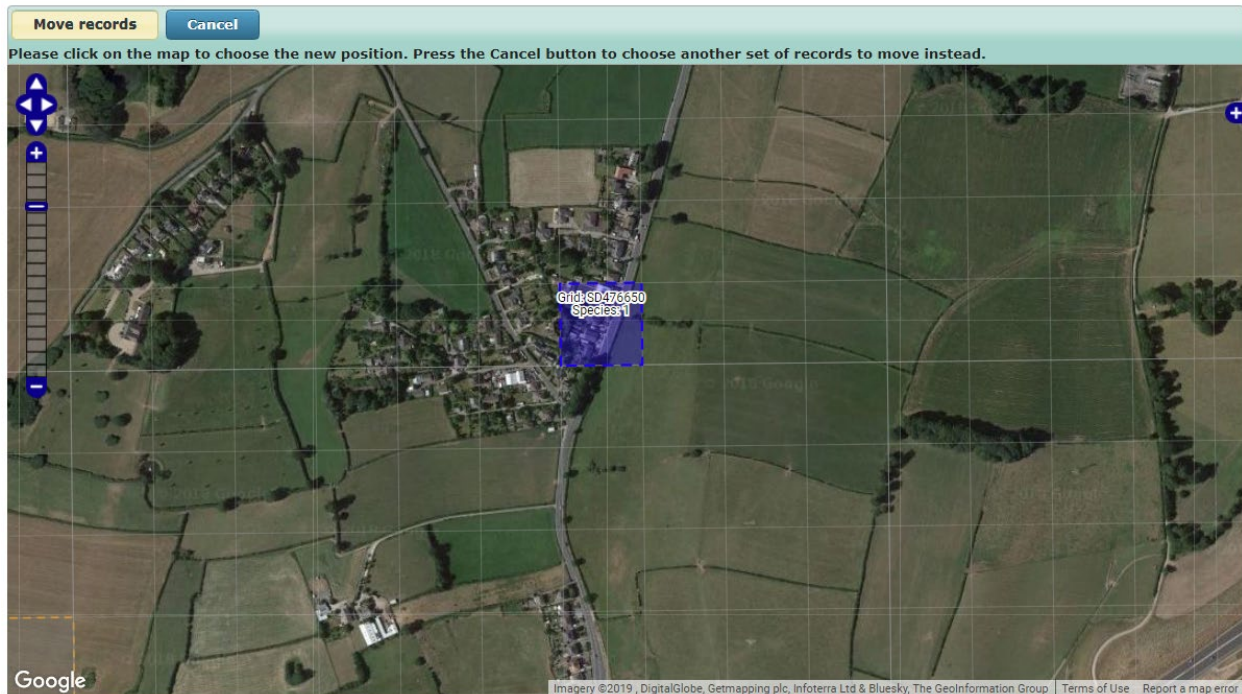 Move records
Cancel
Please click on the map to choose the new position. Press the Cancel button to choose another set of records to move instead.
Grid: SD476650
Species: 1
© 2018 Google
Google
Imagery ©2019 , DigitalGlobe, Getmapping plc, Infoterra Ltd & Bluesky, The GeoInformation Group
Terms of Use
Report a map error